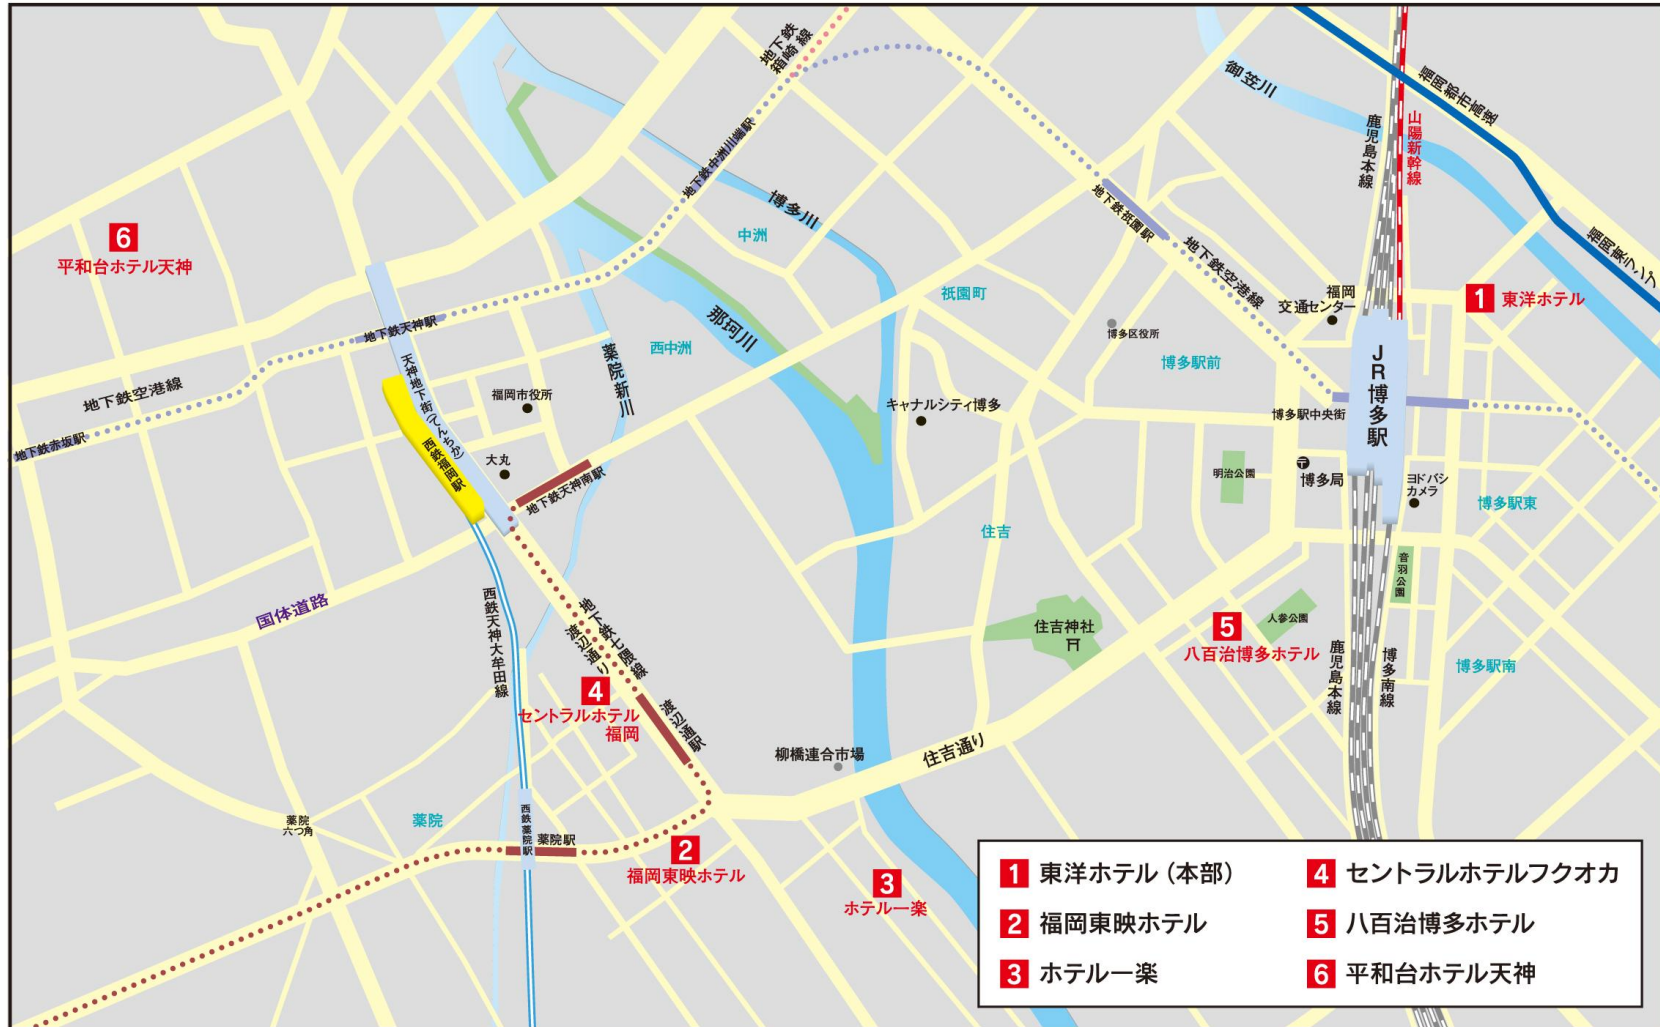 地下鉄
箱崎線
御笠川
福岡都市高速
鹿児島本線
山陽新幹線
地下鉄中洲川端駅
博多川
中洲
地下鉄祇園駅
地下鉄空港線
福岡東ランプ
6
平和台ホテル天神
祇園町
福岡
交通センター
1
東洋ホテル
那珂川
博多区役所
地下鉄天神駅
西中洲
薬院新川
博多駅前
JR博多駅
天神地下街(てんちか)
地下鉄空港線
福岡市役所
キャナルシティ博多
博多駅中央街
地下鉄赤坂駅
西鉄福岡駅
大丸
地下鉄天神南駅
明治公園
〒
博多局
ヨドバシ
カメラ
博多駅東
住吉
音羽公園
国体道路
西鉄天神大牟田線
地下鉄七隈線
渡辺通り
住吉神社
5
八百治博多ホテル
人参公園
鹿児島本線
博多南線
博多駅南
4
セントラルホテル
福岡
渡辺通駅
柳橋連合市場
住吉通り
薬院
六つ角
薬院
西鉄薬院駅
薬院駅
2
福岡東映ホテル
3
ホテル一楽
1 東洋ホテル（本部）
2 福岡東映ホテル
3 ホテル一楽
4 セントラルホテルフクオカ
5 八百治博多ホテル
6 平和台ホテル天神